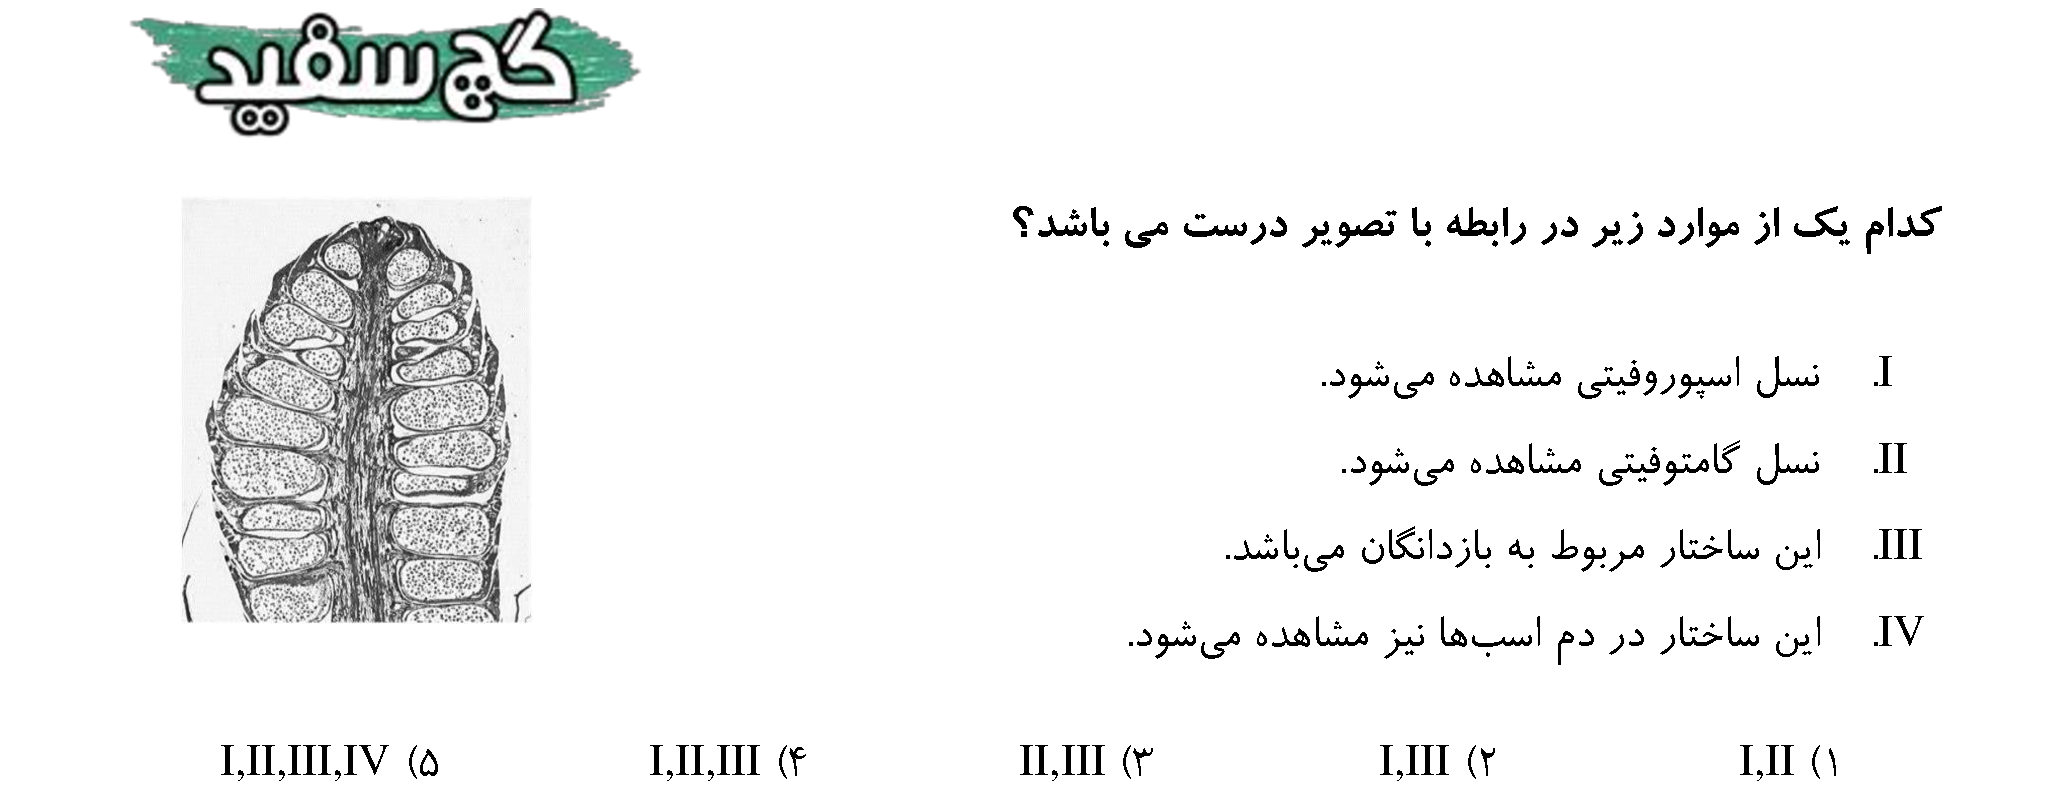 گچ سفید
کدام یک از موارد زیر در رابطه با تصویر درست می باشد؟
I. نسل اسپوروفیتی مشاهده می‌شود.
II. نسل گامتوفیتی مشاهده می‌شود.
III. این ساختار مربوط به بازدانگان می‌باشد.
IV. این ساختار در دم اسب‌ها نیز مشاهده می‌شود.
۱) I,II ۲) I,III ۳) II,III ۴) I,II,III ۵) I,II,III,IV